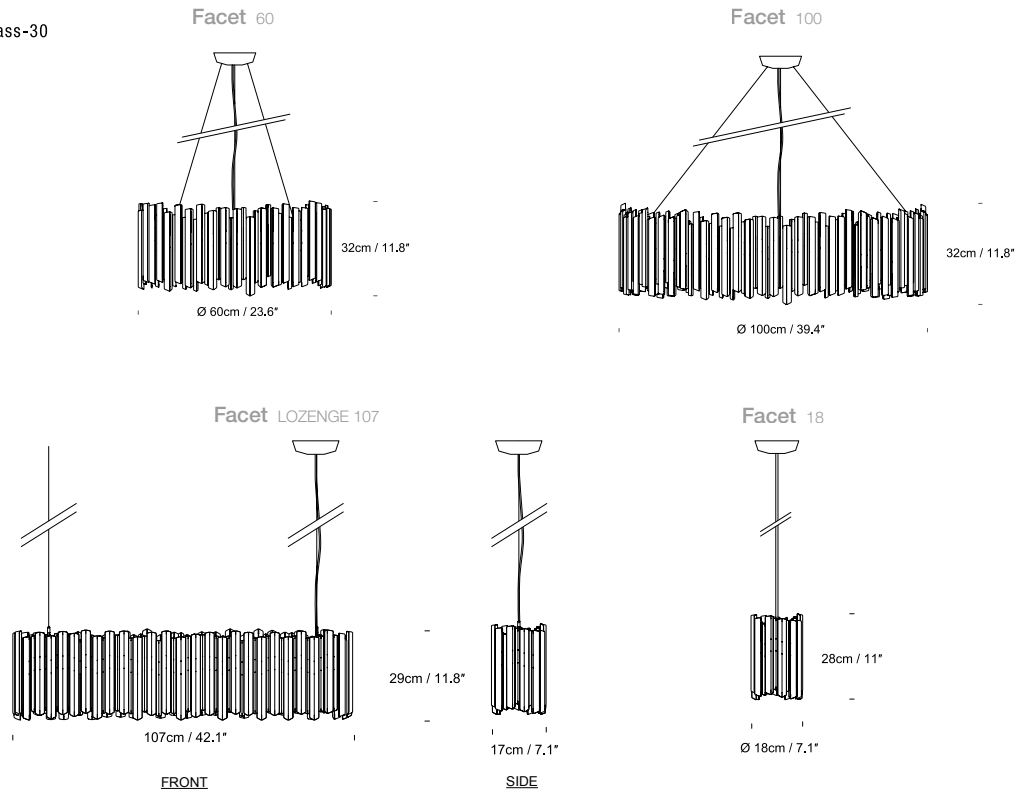 ass-30
Facet 60
32cm / 11.8″
Ø 60cm / 23.6″
Facet 100
32cm / 11.8″
Ø 100cm / 39.4″
Facet LOZENGE 107
29cm / 11.8″
107cm / 42.1″
FRONT
17cm / 7.1″
SIDE
Facet 18
28cm / 11″
Ø 18cm / 7.1″